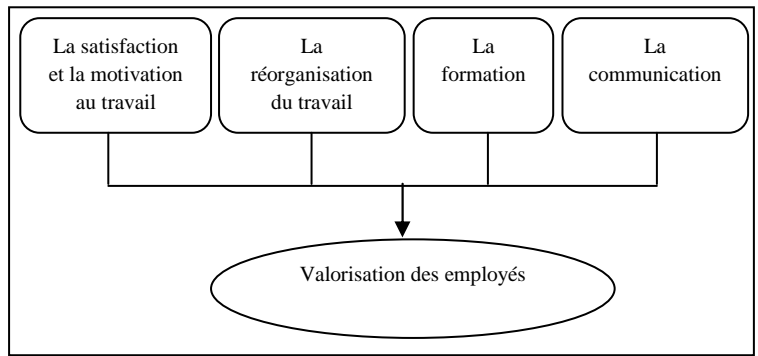 La satisfaction
et la motivation
au travail
La
réorganisation
du travail
La
formation
La
communication
Valorisation des employés